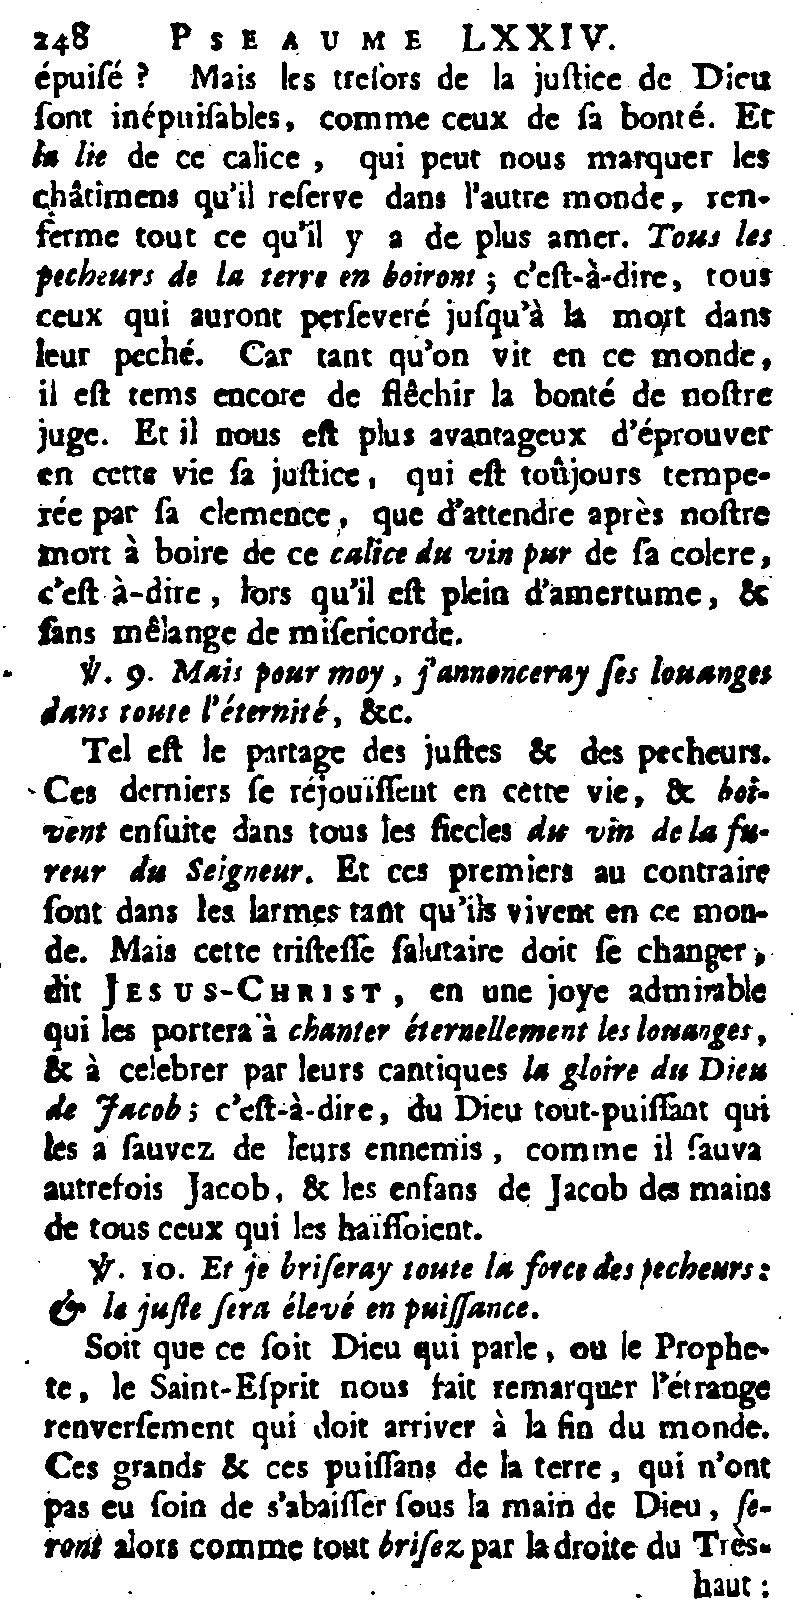 248 PSEAUME LXXIV.
épuiſé ? Mais les treſors de la juſtice de Dieu
ſont inépuiſables, comme ceux de ſa bonté. Et
la lie de ce calice, qui peut nous marquer les
châtimens qu'il reſerve dans l'autre monde, ren-
ferme tout ce qu'il y a de plus amer. Tous les
pecheurs de la terre en boiront ; c'eſt-à-dire, tous
ceux qui auront perſeveré juſqu'à la mort dans
leur peché. Car tant qu'on vit en ce monde,
il eſt tems encore de flêchir la bonté de noſtre
juge. Et il nous eſt plus avantageux d'éprouver
en cette vie ſa juſtice, qui eſt toûjours tempe-
rée par ſa clemence, que d'attendre après noſtre
mort à boire de ce calice du vin pur de ſa colere,
c'eſt-à-dire, lors qu'il eſt plein d'amertume, &
ſans mêlange de miſericorde.
℣. 9. Mais pour moy, j'annonceray ſes louanges
dans toute l'éternité, &c.
Tel eſt le partage des juſtes & des pecheurs.
Ces derniers ſe réjouïſſent en cette vie, & boi-
vent enſuite dans tous les ſiecles du vin de la fu-
reur du Seigneur. Et ces premiers au contraire
ſont dans les larmes tant qu'ils vivent en ce mon-
de. Mais cette triſteſſe ſalutaire doit ſe changer,
dit JESUS-CHRIST, en une joye admirable
qui les portera à chanter éternellement les louanges,
& à celebrer par leurs cantiques la gloire du Dieu
de Jacob ; c'eſt-à-dire, du Dieu tout-puiſſant qui
les a ſauvez de leurs ennemis, comme il ſauva
autrefois Jacob, & les enfans de Jacob des mains
de tous ceux qui les haïſſoient.
℣. 10. Et je briſeray toute la force des pecheurs :
& le juſte ſera élevé en puiſſance.
Soit que ce ſoit Dieu qui parle, ou le Prophe-
te, le Saint-Eſprit nous fait remarquer l'étrange
renverſement qui doit arriver à la fin du monde.
Ces grands & ces puiſſans de la terre, qui n'ont
pas eu ſoin de s'abaiſſer ſous la main de Dieu, ſe-
ront alors comme tout briſez par la droite du Très-
haut :